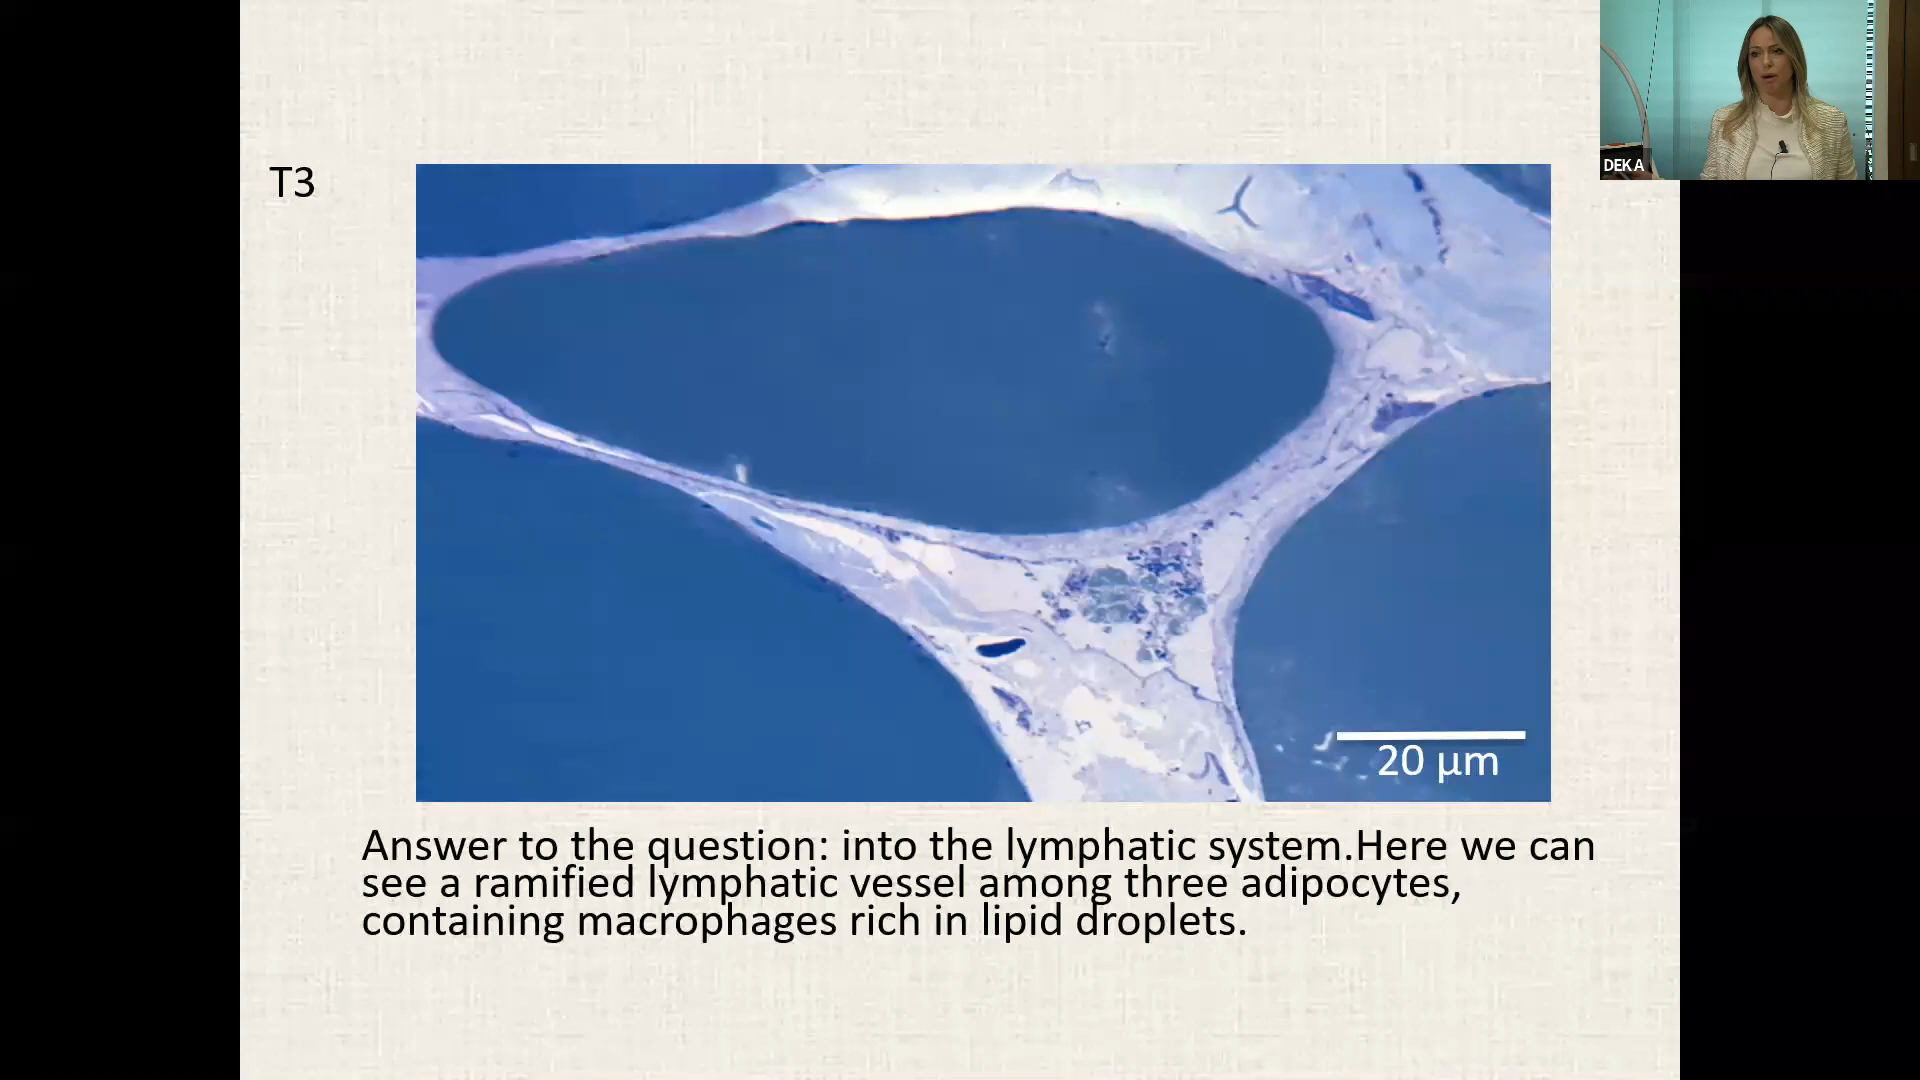 DEKA
T3
20 µm
Answer to the question: into the lymphatic system.Here we can
see a ramified lymphatic vessel among three adipocytes,
containing macrophages rich in lipid droplets.